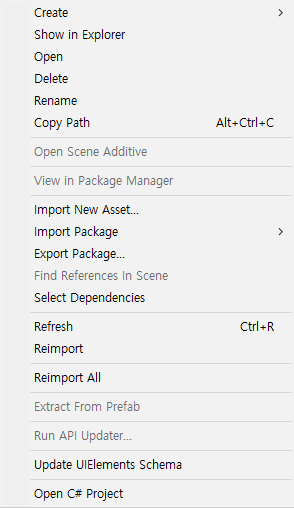 Create
Show in Explorer
Open
Delete
Rename
Copy Path Alt+Ctrl+C
Open Scene Additive
View in Package Manager
Import New Asset...
Import Package
Export Package...
Find References In Scene
Select Dependencies
Refresh Ctrl+R
Reimport
Reimport All
Extract From Prefab
Run API Updater...
Update UIElements Schema
Open C# Project